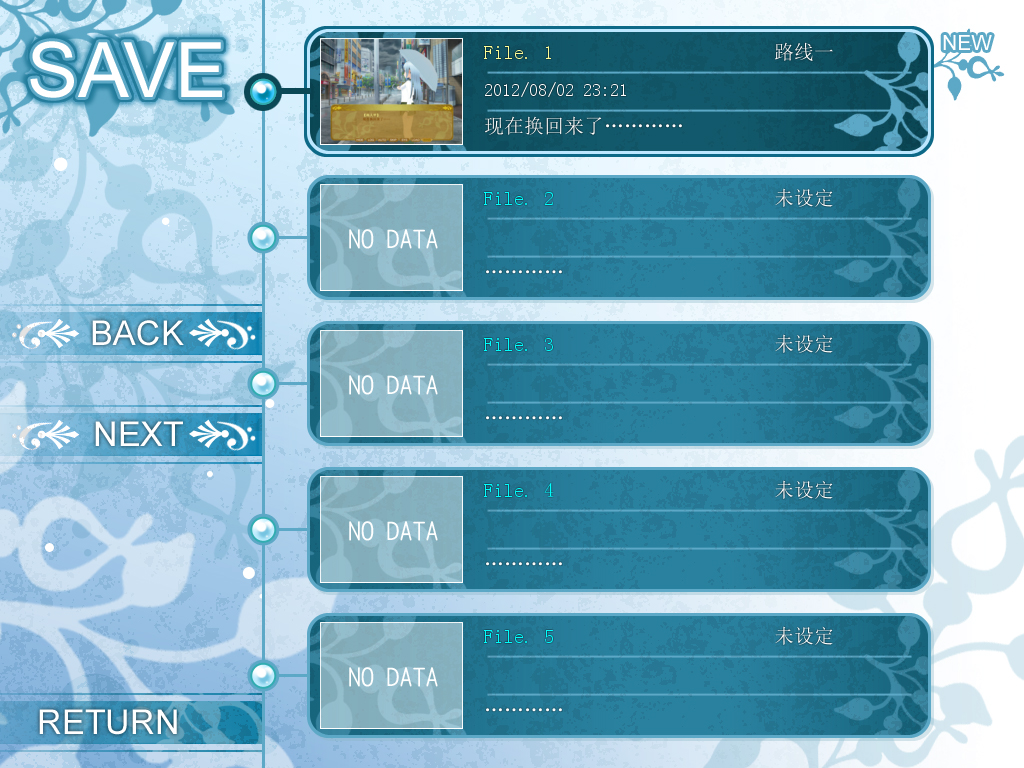 SAVE
NEW
File. 1 路线一
2012/08/02 23:21
现在换回来了…………
File. 2 未设定
NO DATA
…………
BACK
File. 3 未设定
NO DATA
…………
NEXT
File. 4 未设定
NO DATA
…………
File. 5 未设定
NO DATA
…………
RETURN